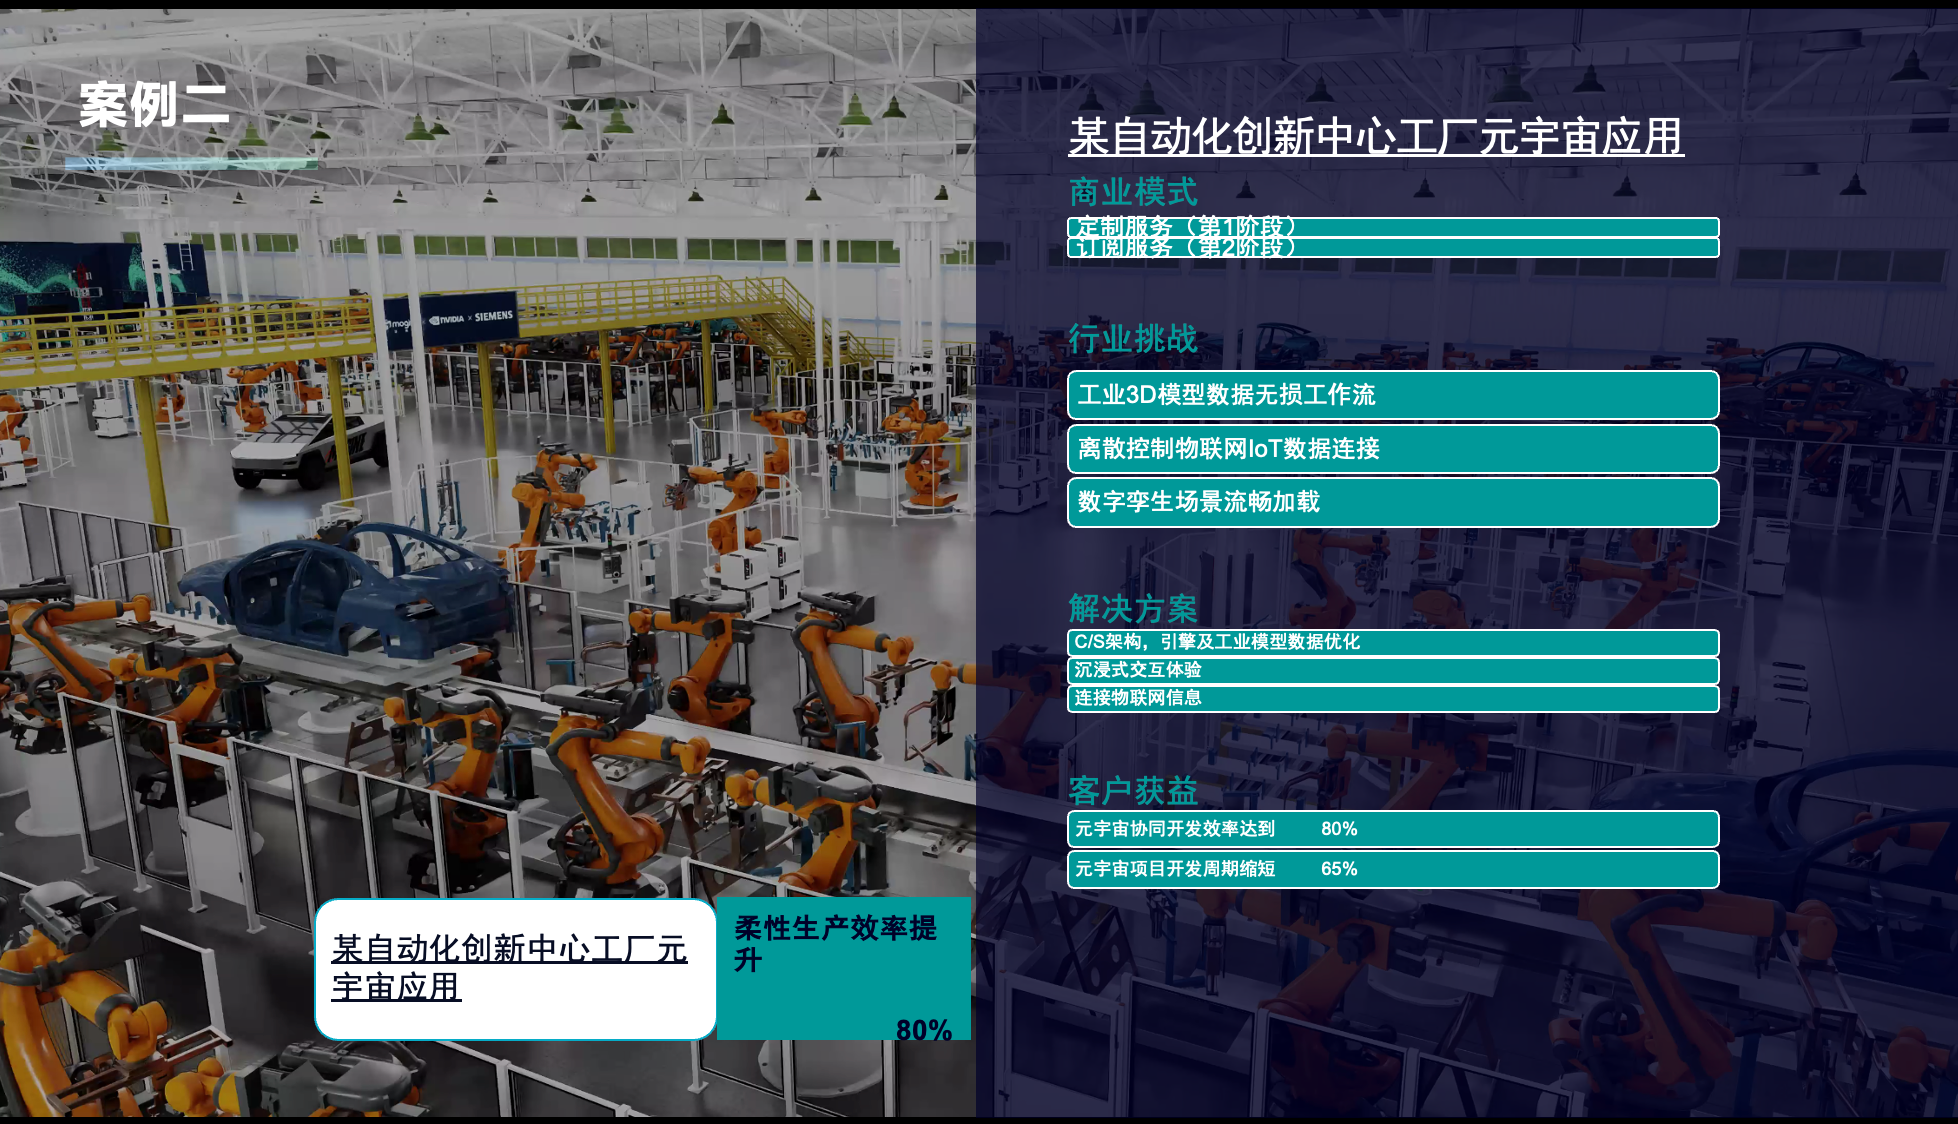 案例二
mogi x NVIDIA x SIEMENS
某自动化创新中心工厂元
宇宙应用
柔性生产效率提
升
80%
某自动化创新中心工厂元宇宙应用
商业模式
定制服务（第1阶段）
订阅服务（第2阶段）
行业挑战
工业3D模型数据无损工作流
离散控制物联网IoT数据连接
数字孪生场景流畅加载
解决方案
C/S架构，引擎及工业模型数据优化
沉浸式交互体验
连接物联网信息
客户获益
元宇宙协同开发效率达到 80%
元宇宙项目开发周期缩短 65%